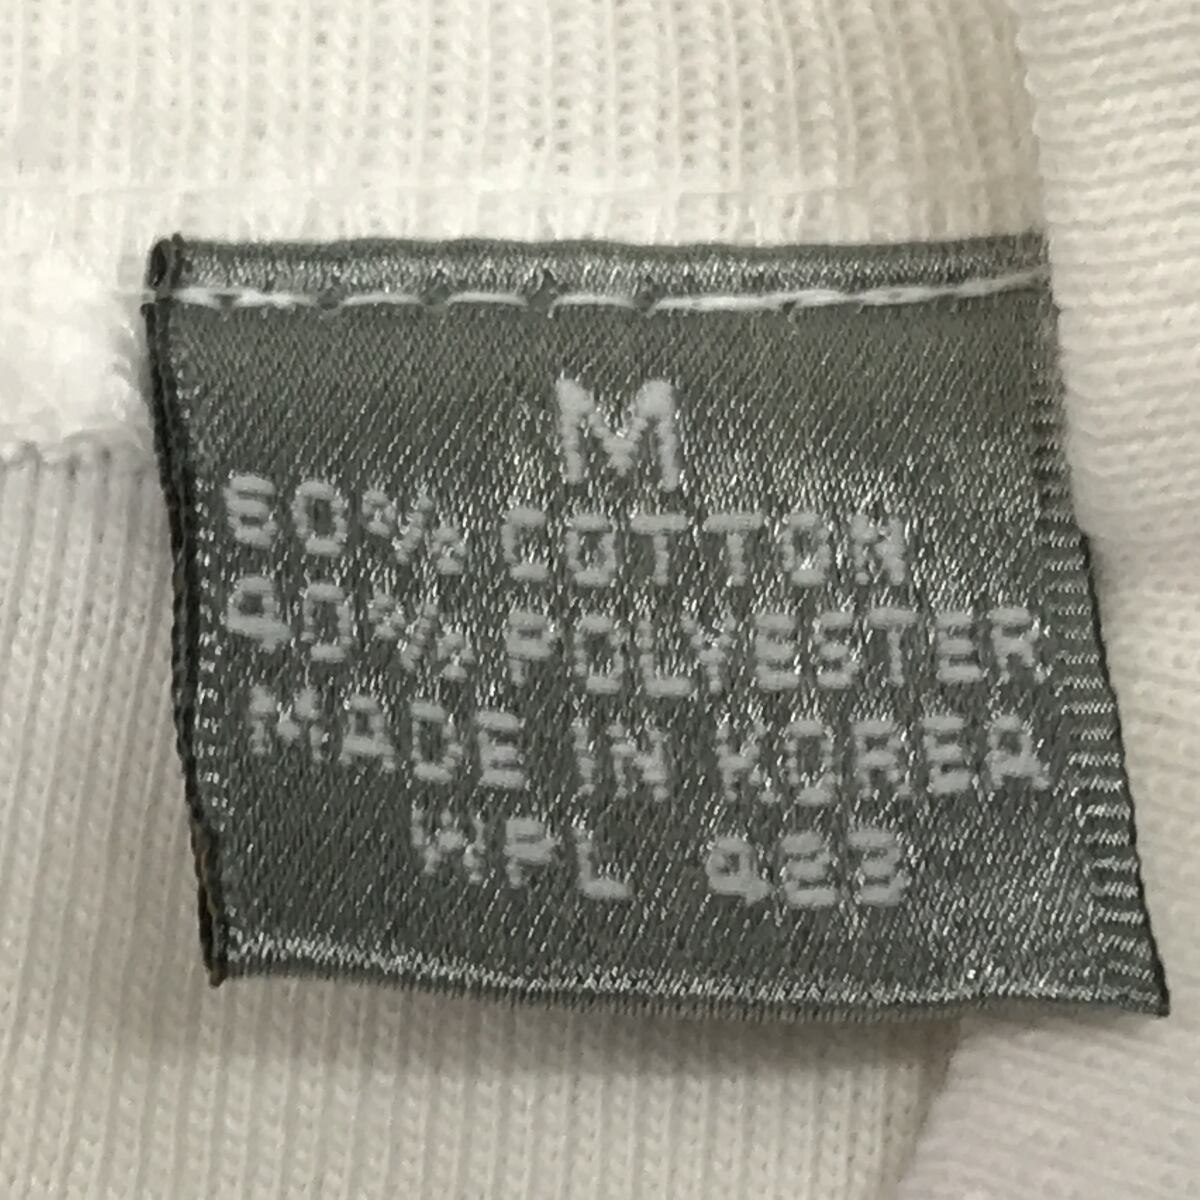 M
60% COTTON
40% POLYESTER
MADE IN KOREA
WPL 423